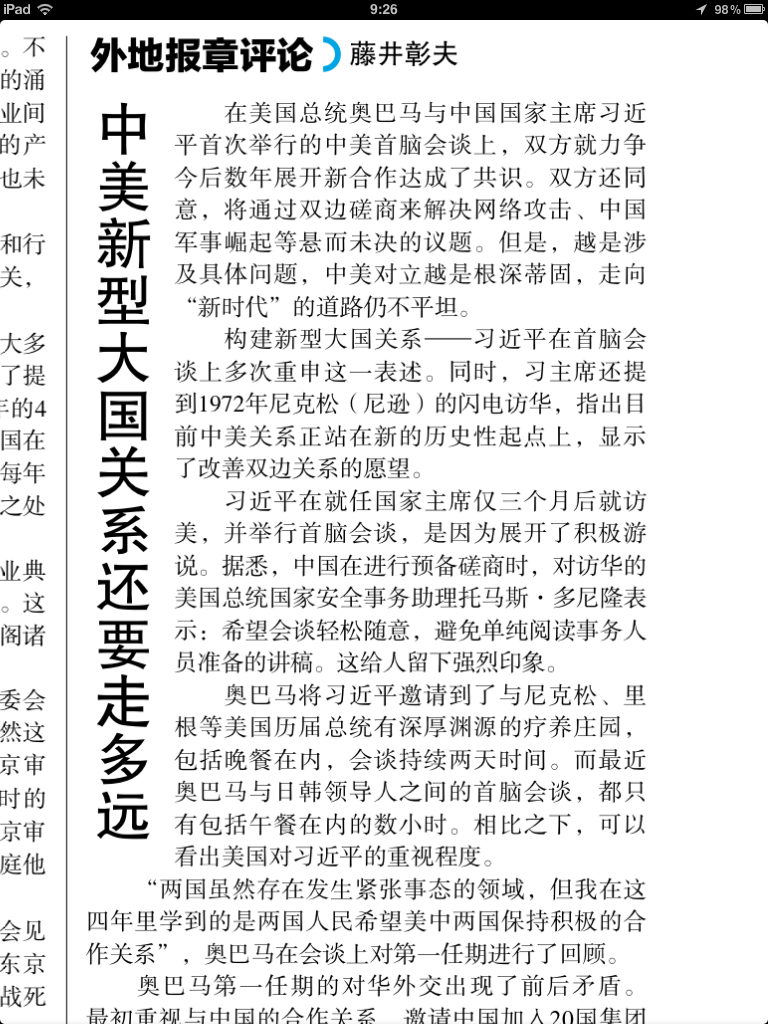 iPad
9:26
98%
外地报章评论
藤井彰夫
中美新型大国关系还要走多远
在美国总统奥巴马与中国国家主席习近
平首次举行的中美首脑会谈上，双方就力争
今后数年展开新合作达成了共识。双方还同
意，将通过双边磋商来解决网络攻击、中国
军事崛起等悬而未决的议题。但是，越是涉
及具体问题，中美对立越是根深蒂固，走向
“新时代”的道路仍不平坦。
构建新型大国关系——习近平在首脑会
谈上多次重申这一表述。同时，习主席还提
到1972年尼克松（尼逊）的闪电访华，指出目
前中美关系正站在新的历史性起点上，显示
了改善双边关系的愿望。
习近平在就任国家主席仅三个月后就访
美，并举行首脑会谈，是因为展开了积极游
说。据悉，中国在进行预备磋商时，对访华的
美国总统国家安全事务助理托马斯·多尼隆表
示：希望会谈轻松随意，避免单纯阅读事务人
员准备的讲稿。这给人留下强烈印象。
奥巴马将习近平邀请到了与尼克松、里
根等美国历届总统有深厚渊源的疗养庄园，
包括晚餐在内，会谈持续两天时间。而最近
奥巴马与日韩领导人之间的首脑会谈，都只
有包括午餐在内的数小时。相比之下，可以
看出美国对习近平的重视程度。
“两国虽然存在发生紧张事态的领域，但我在这
四年里学到的是两国人民希望美中两国保持积极的合
作关系”，奥巴马在会谈上对第一任期进行了回顾。
奥巴马第一任期的对华外交出现了前后矛盾。
最初重视与中国的合作关系，邀请中国加入20国集团
。不
的涌
业间
的产
也未
和行
关，
大多
了提
年的4
国在
每年
之处
业典
。这
阁诸
委会
然这
京审
时的
京审
庭他
会见
东京
战死